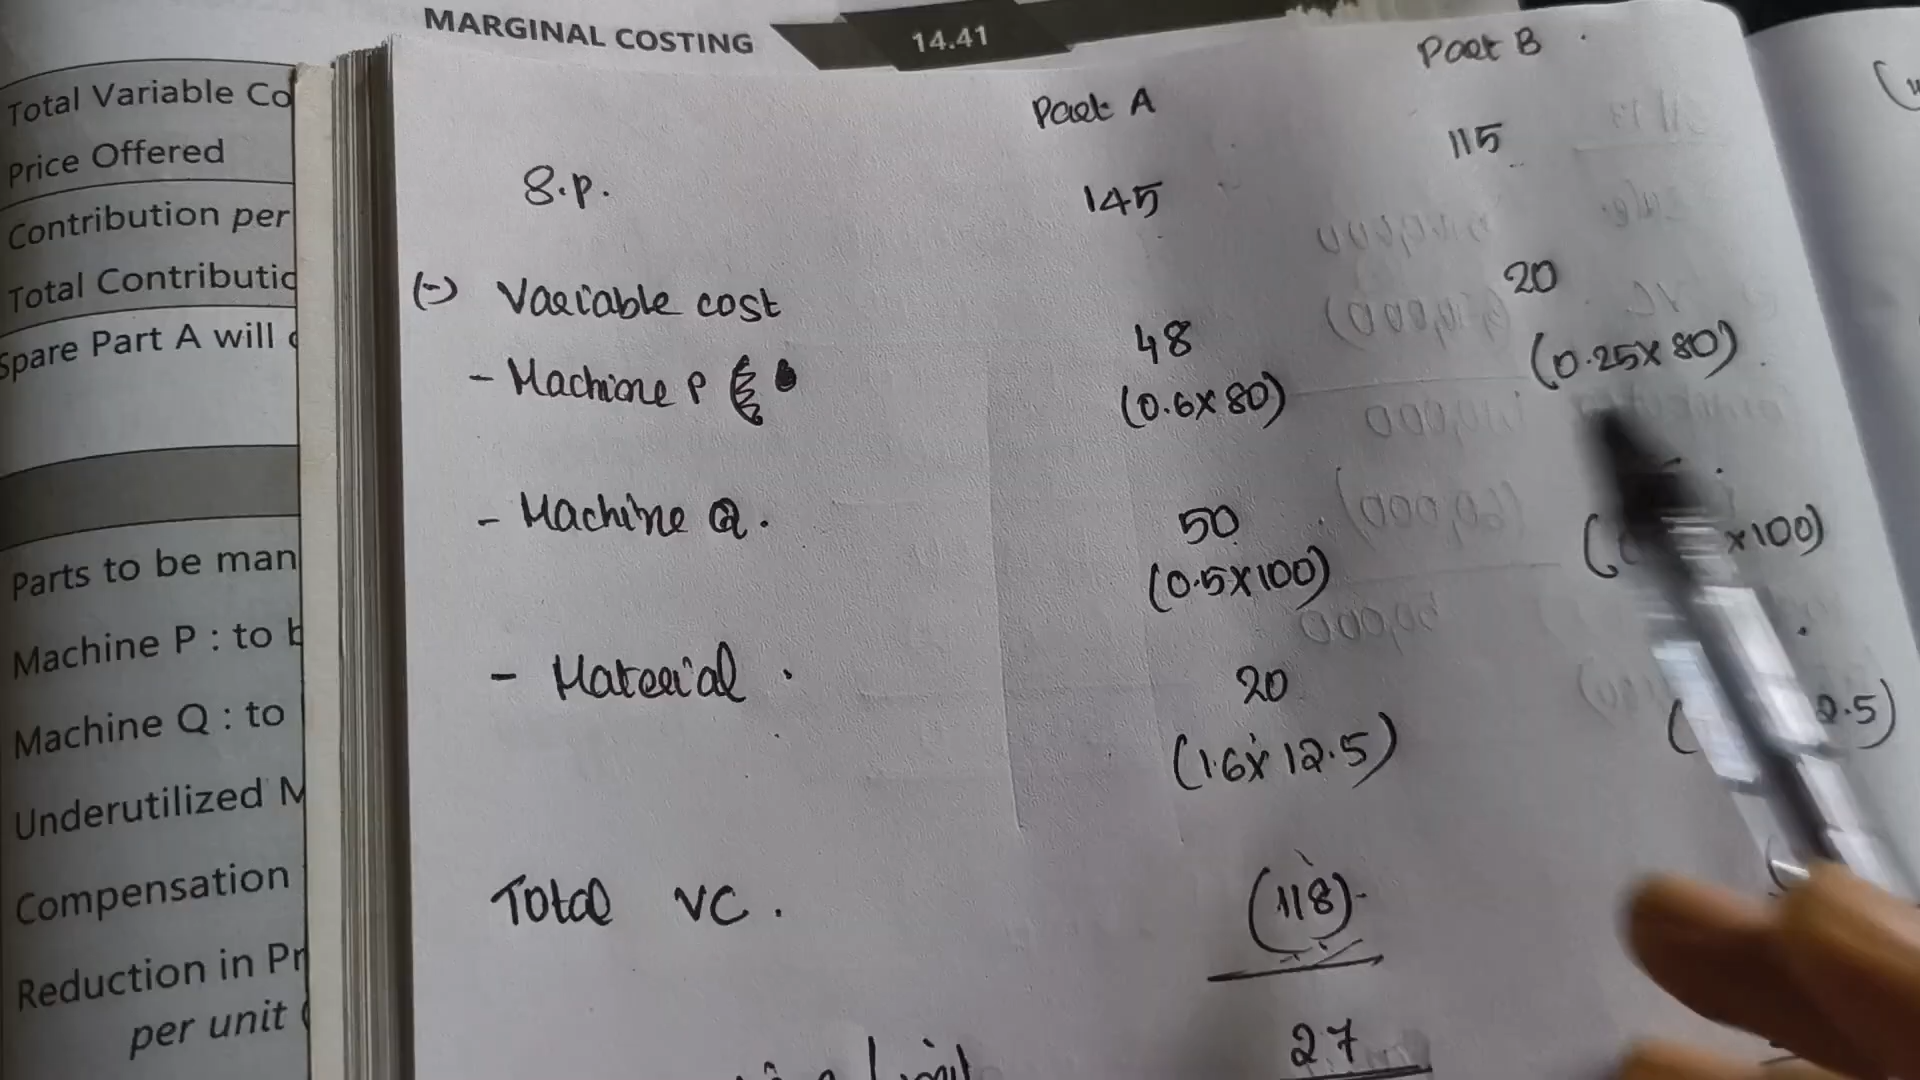 MARGINAL COSTING 14.41
Total Variable Co
Price Offered
Contribution per
Total Contributio
Spare Part A will
Parts to be man
Machine P : to b
Machine Q : to
Underutilized M
Compensation
Reduction in Pr
per unit (
Part A Part B
S.P. 145 115
(-) Variable cost
- Machine P 48 20
(0.6x80) (0.25x80)
- Machine Q. 50
(0.5x100) x100)
- Material . 20
(1.6x12.5) 2.5)
Total VC. (118)
27